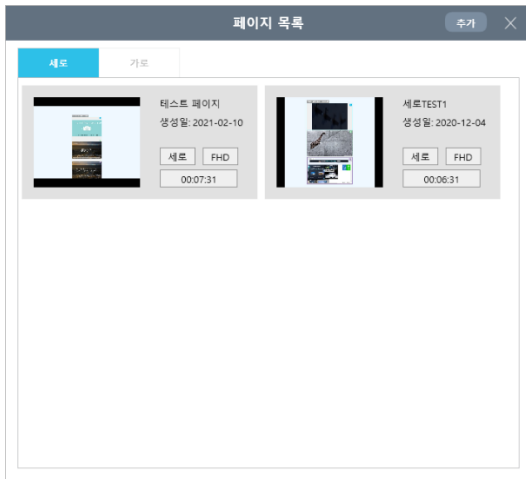 페이지 목록
추가
세로
가로
테스트 페이지
생성일: 2021-02-10
세로 FHD
00:07:31
세로TEST1
생성일: 2020-12-04
세로 FHD
00:06:31